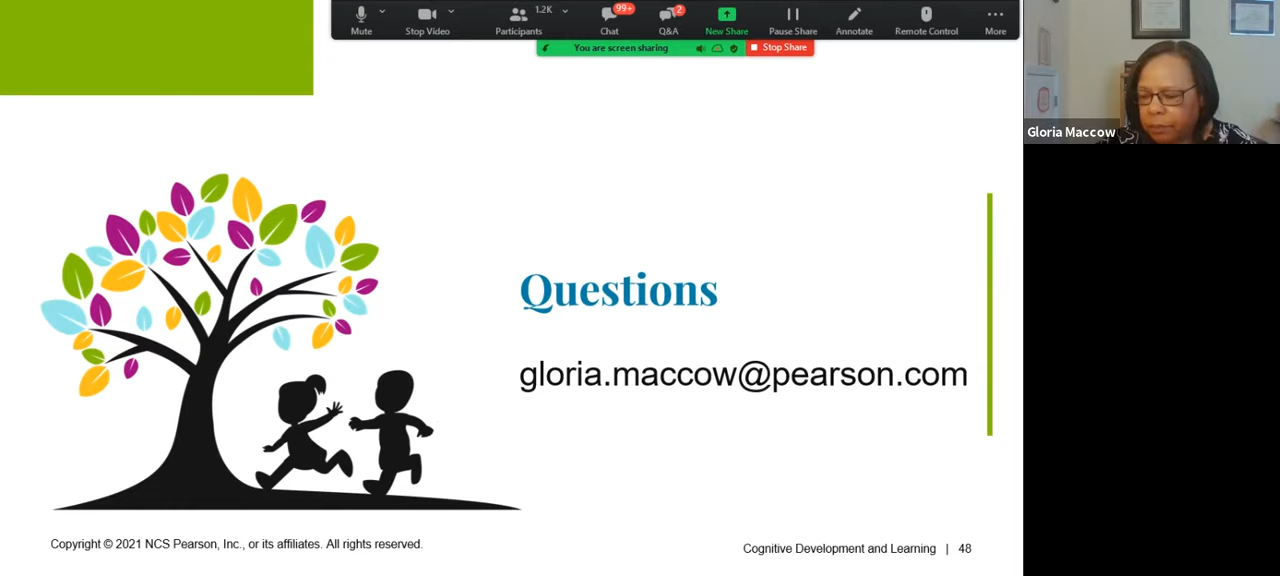 Mute
Stop Video
1.2K
Participants
99+
Chat
2
Q&A
New Share
Pause Share
Annotate
Remote Control
More
You are screen sharing
Stop Share
Gloria Maccow
Questions
gloria.maccow@pearson.com
Copyright © 2021 NCS Pearson, Inc., or its affiliates. All rights reserved.
Cognitive Development and Learning | 48